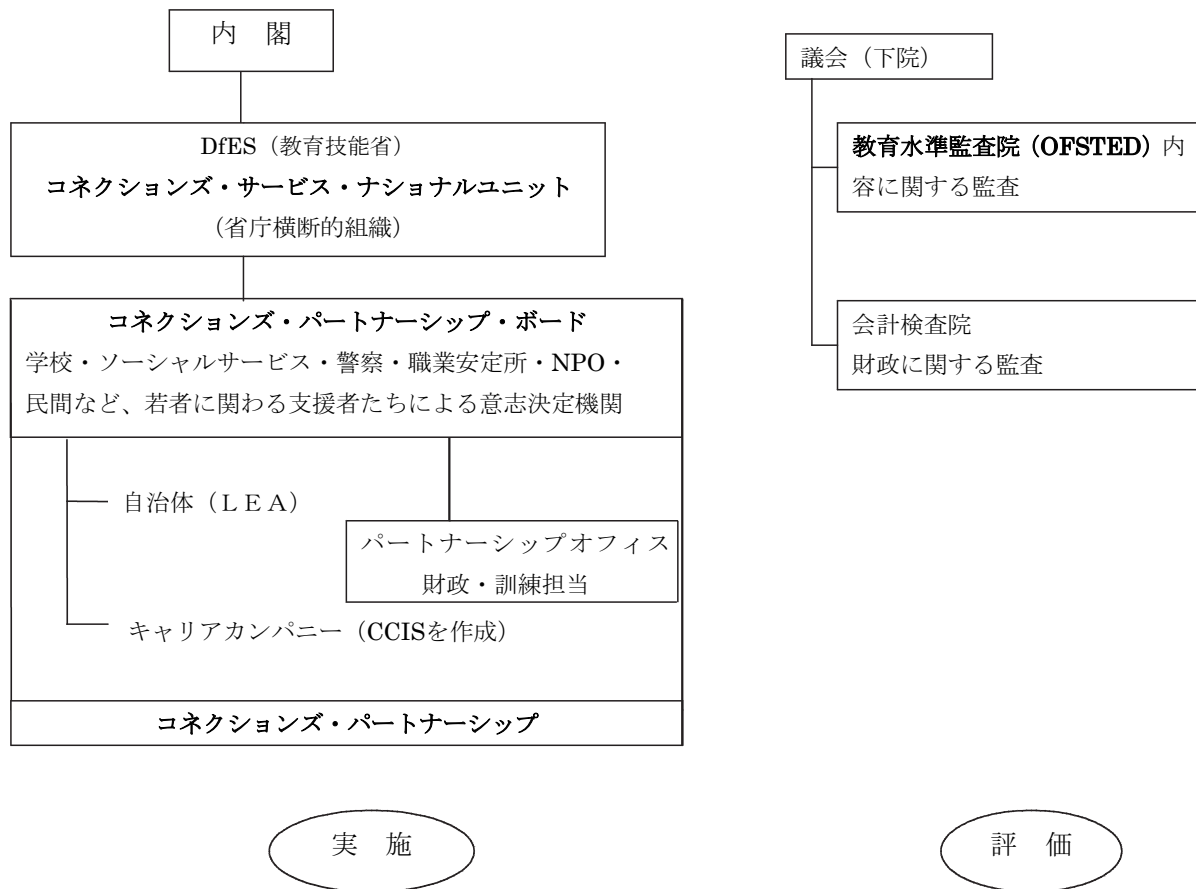 内 閣
DfES(教育技能省)
コネクションズ・サービス・ナショナルユニット
(省庁横断的組織)
コネクションズ・パートナーシップ・ボード
学校・ソーシャルサービス・警察・職業安定所・NPO・
民間など、若者に関わる支援者たちによる意志決定機関
自治体(LEA)
パートナーシップオフィス
財政・訓練担当
キャリアカンパニー(CCISを作成)
コネクションズ・パートナーシップ
実 施
議会(下院)
教育水準監査院(OFSTED)内
容に関する監査
会計検査院
財政に関する監査
評 価